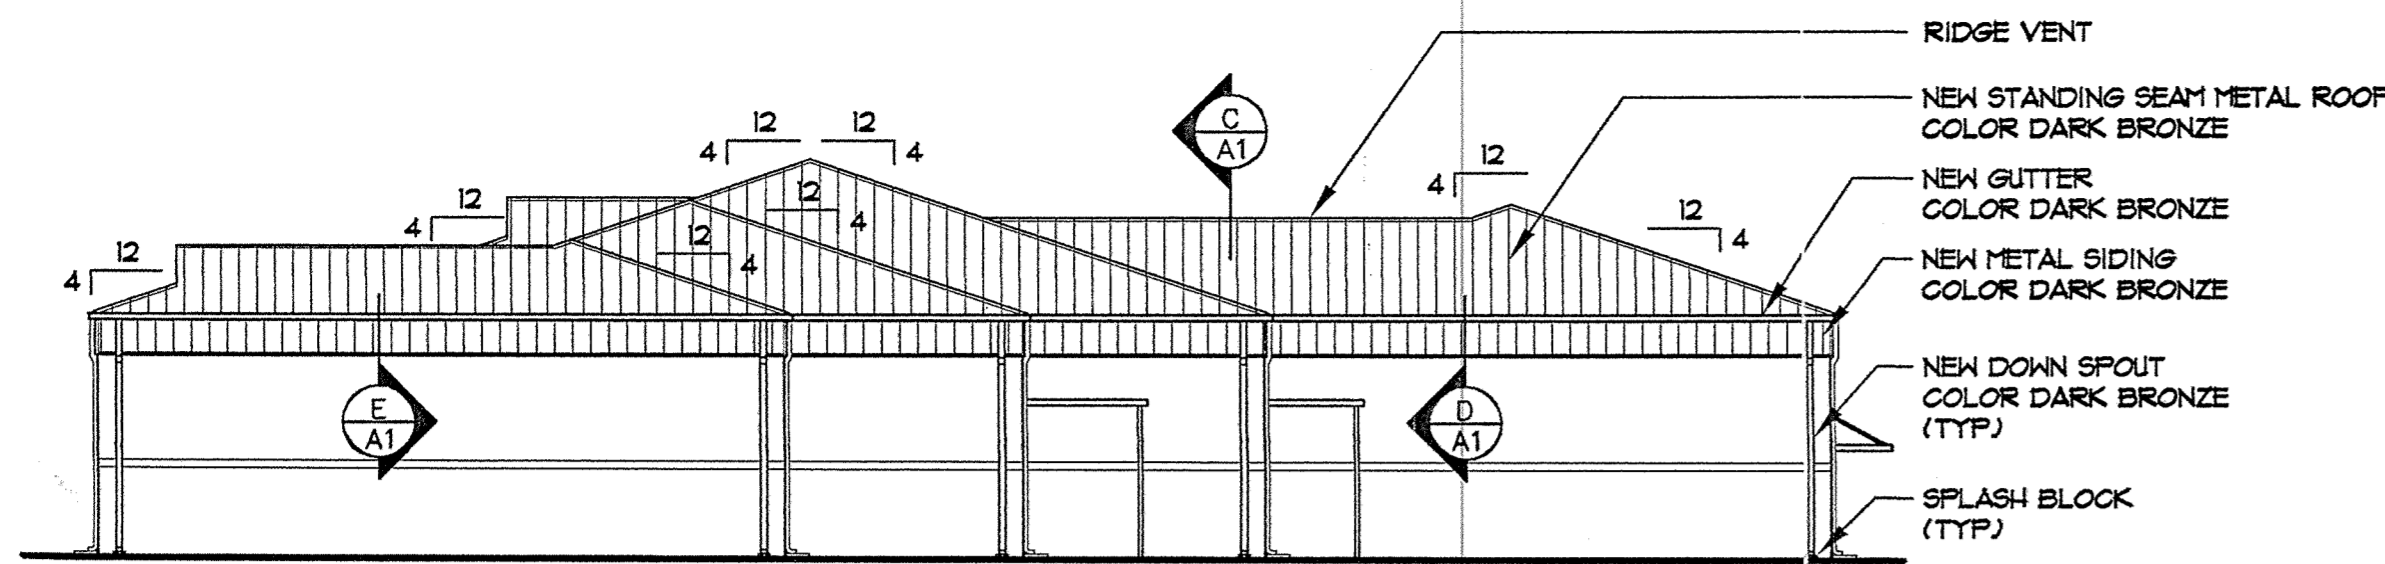 RIDGE VENT
NEW STANDING SEAM METAL ROOF
COLOR DARK BRONZE
NEW GUTTER
COLOR DARK BRONZE
NEW METAL SIDING
COLOR DARK BRONZE
NEW DOWN SPOUT
COLOR DARK BRONZE
(TYP.)
SPLASH BLOCK
(TYP.)
12
4
12
4
12
4
12
4
12
4
12
4
12
4
12
4
C
A1
E
A1
D
A1